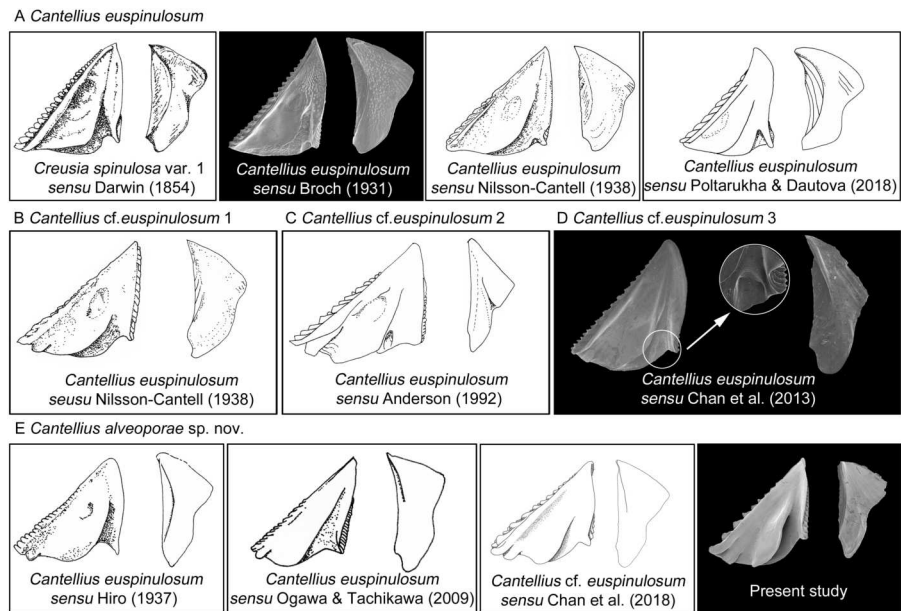 A Cantellius euspinulosum
Creusia spinulosa var. 1
sensu Darwin (1854)
Cantellius euspinulosum
sensu Broch (1931)
Cantellius euspinulosum
sensu Nilsson-Cantell (1938)
Cantellius euspinulosum
sensu Poltarukha & Dautova (2018)
B Cantellius cf.euspinulosum 1
C Cantellius cf.euspinulosum 2
D Cantellius cf.euspinulosum 3
Cantellius euspinulosum
seusu Nilsson-Cantell (1938)
Cantellius euspinulosum
sensu Anderson (1992)
Cantellius euspinulosum
sensu Chan et al. (2013)
E Cantellius alveoporae sp. nov.
Cantellius euspinulosum
sensu Hiro (1937)
Cantellius euspinulosum
sensu Ogawa & Tachikawa (2009)
Cantellius cf. euspinulosum
sensu Chan et al. (2018)
Present study